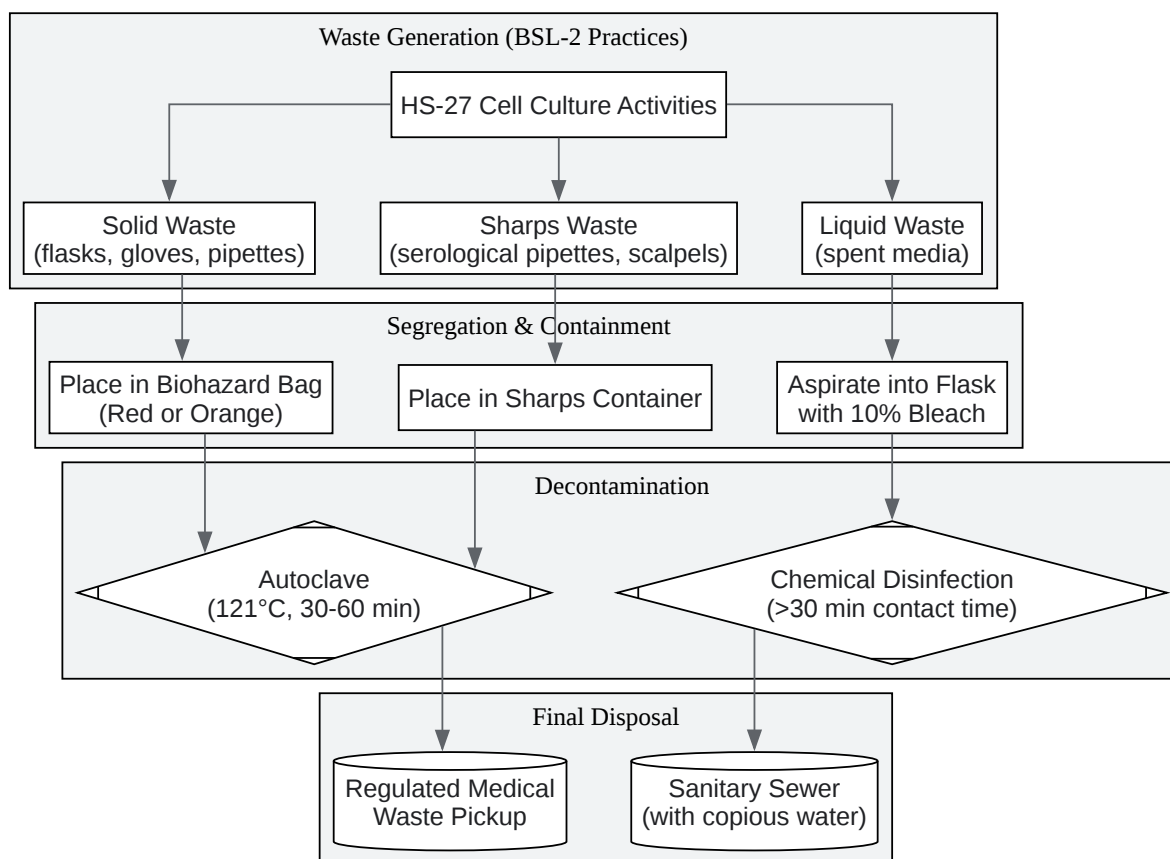 Waste Generation (BSL-2 Practices)
HS-27 Cell Culture Activities
Solid Waste
(flasks, gloves, pipettes)
Sharps Waste
(serological pipettes, scalpels)
Liquid Waste
(spent media)
Segregation & Containment
Place in Biohazard Bag
(Red or Orange)
Place in Sharps Container
Aspirate into Flask
with 10% Bleach
Decontamination
Autoclave
(121°C, 30-60 min)
Chemical Disinfection
(>30 min contact time)
Final Disposal
Regulated Medical
Waste Pickup
Sanitary Sewer
(with copious water)